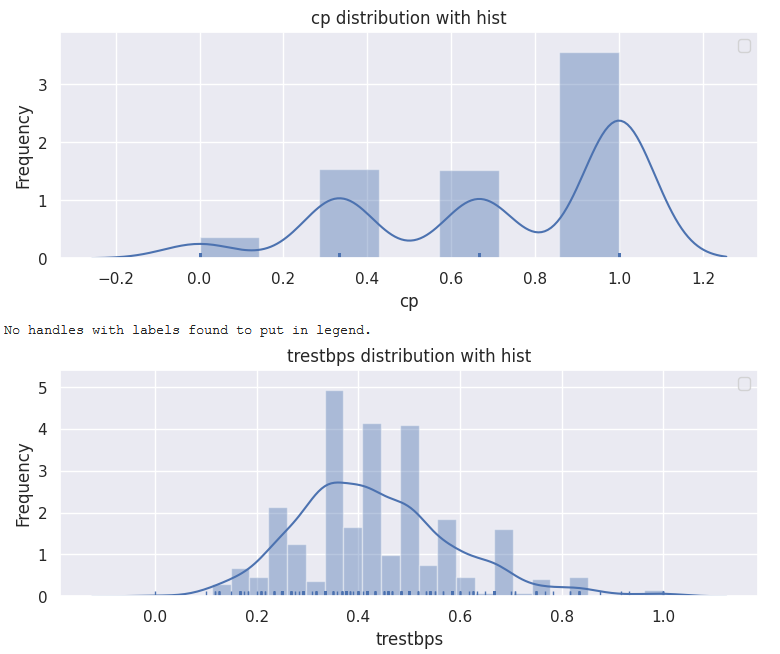 cp distribution with hist
Frequency
3
2
1
0
−0.2 0.0 0.2 0.4 0.6 0.8 1.0 1.2
cp
No handles with labels found to put in legend.
trestbps distribution with hist
Frequency
5
4
3
2
1
0
0.0 0.2 0.4 0.6 0.8 1.0
trestbps